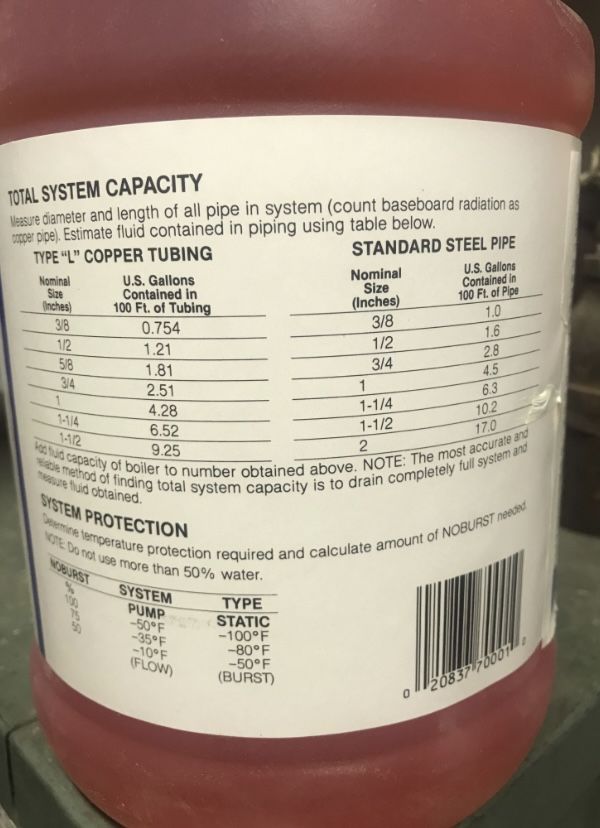 TOTAL SYSTEM CAPACITY
Measure diameter and length of all pipe in system (count baseboard radiation as
copper pipe). Estimate fluid contained in piping using table below.
TYPE "L" COPPER TUBING
Nominal Size (Inches) U.S. Gallons Contained in 100 Ft. of Tubing
3/8 0.754
1/2 1.21
5/8 1.81
3/4 2.51
1 4.28
1-1/4 6.52
1-1/2 9.25
STANDARD STEEL PIPE
Nominal Size (Inches) U.S. Gallons Contained in 100 Ft. of Pipe
3/8 1.0
1/2 1.6
3/4 2.8
1 4.5
1-1/4 6.3
1-1/2 10.2
2 17.0
Add fluid capacity of boiler to number obtained above. NOTE: The most accurate and
reliable method of finding total system capacity is to drain completely full system and
measure fluid obtained.
SYSTEM PROTECTION
Determine temperature protection required and calculate amount of NOBURST needed.
NOTE: Do not use more than 50% water.
NOBURST SYSTEM TYPE
% PUMP STATIC
100 -50°F -100°F
75 -35°F -80°F
50 -10°F -50°F
(FLOW) (BURST)
0 20837 70001 0